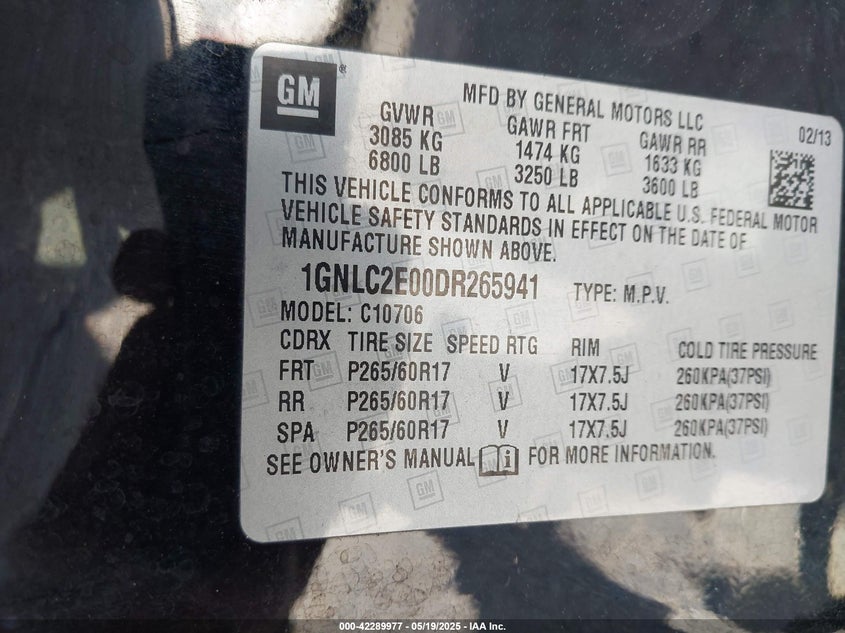 GM
MFD BY GENERAL MOTORS LLC
02/13
GVWR GAWR FRT GAWR RR
3085 KG 1474 KG 1633 KG
6800 LB 3250 LB 3600 LB
THIS VEHICLE CONFORMS TO ALL APPLICABLE U.S. FEDERAL MOTOR
VEHICLE SAFETY STANDARDS IN EFFECT ON THE DATE OF
MANUFACTURE SHOWN ABOVE.
1GNLC2E00DR265941 TYPE: M.P.V.
MODEL: C10706
CDRX TIRE SIZE SPEED RTG RIM COLD TIRE PRESSURE
FRT P265/60R17 V 17X7.5J 260KPA(37PSI)
RR P265/60R17 V 17X7.5J 260KPA(37PSI)
SPA P265/60R17 V 17X7.5J 260KPA(37PSI)
SEE OWNER'S MANUAL i FOR MORE INFORMATION.
000-42289977 - 05/19/2025 - IAA Inc.